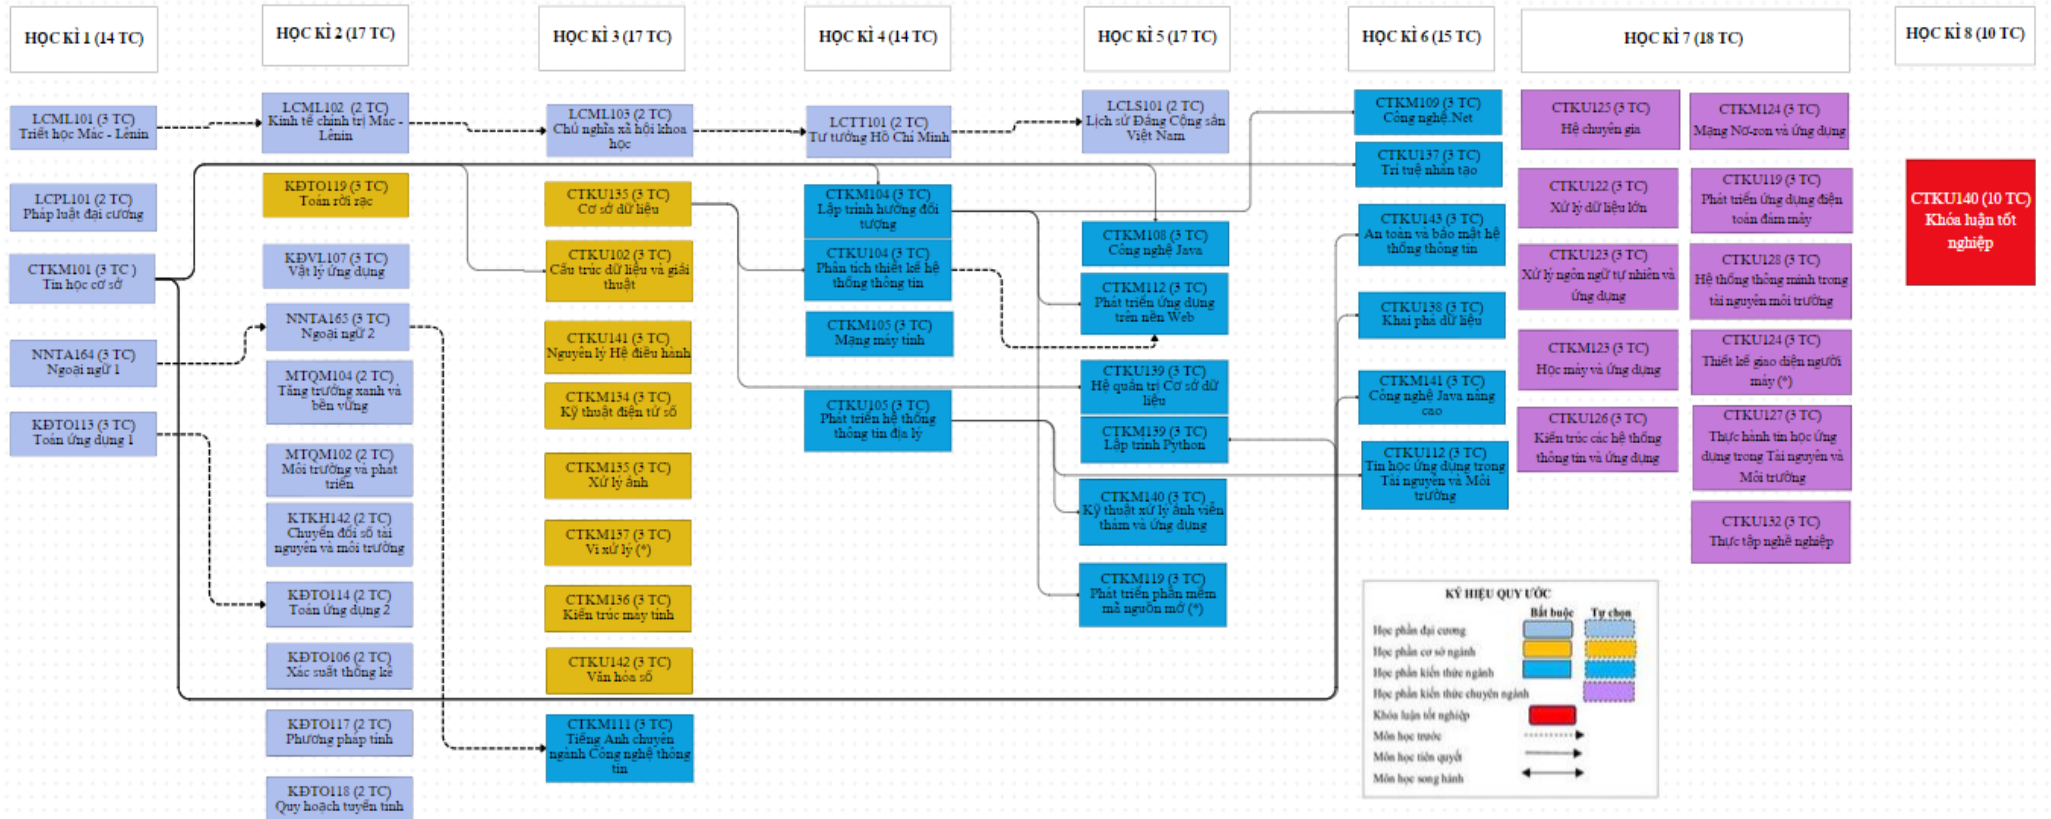 HỌC KÌ 1 (14 TC)
LCML101 (3 TC)
Triết học Mác - Lênin
LCPL101 (2 TC)
Pháp luật đại cương
CTKM101 (3 TC )
Tin học cơ sở
NNTA164 (3 TC)
Ngoại ngữ 1
KĐTO113 (3 TC)
Toán ứng dụng 1
HỌC KÌ 2 (17 TC)
LCML102 (2 TC)
Kinh tế chính trị Mác -
Lênin
KĐTO119 (3 TC)
Toán rời rạc
KĐVL107 (3 TC)
Vật lý ứng dụng
NNTA165 (3 TC)
Ngoại ngữ 2
MTQM104 (2 TC)
Tăng trưởng xanh và
bền vững
MTQM102 (2 TC)
Môi trường và phát
triển
KTKH142 (2 TC)
Chuyển đổi số tài
nguyên và môi trường
KĐTO114 (2 TC)
Toán ứng dụng 2
KĐTO106 (2 TC)
Xác suất thống kê
KĐTO117 (2 TC)
Phương pháp tính
KĐTO118 (2 TC)
Quy hoạch tuyến tính
HỌC KÌ 3 (17 TC)
LCML103 (2 TC)
Chủ nghĩa xã hội khoa
học
CTKU135 (3 TC)
Cơ sở dữ liệu
CTKU102 (3 TC)
Cấu trúc dữ liệu và giải
thuật
CTKU141 (3 TC)
Nguyên lý Hệ điều hành
CTKM134 (3 TC)
Kỹ thuật điện tử số
CTKM135 (3 TC)
Xử lý ảnh
CTKM137 (3 TC)
Vi xử lý (*)
CTKM136 (3 TC)
Kiến trúc máy tính
CTKU142 (3 TC)
Văn hóa số
CTKM111 (3 TC)
Tiếng Anh chuyên
ngành Công nghệ thông
tin
HỌC KÌ 4 (14 TC)
LCTT101 (2 TC)
Tư tưởng Hồ Chí Minh
CTKM104 (3 TC)
Lập trình hướng đối
tượng
CTKU104 (3 TC)
Phân tích thiết kế hệ
thống thông tin
CTKM105 (3 TC)
Mạng máy tính
CTKU105 (3 TC)
Phát triển hệ thống
thông tin địa lý
HỌC KÌ 5 (17 TC)
LCLS101 (2 TC)
Lịch sử Đảng Cộng sản
Việt Nam
CTKM108 (3 TC)
Công nghệ Java
CTKM112 (3 TC)
Phát triển ứng dụng
trên nền Web
CTKU139 (3 TC)
Hệ quản trị Cơ sở dữ
liệu
CTKM139 (3 TC)
Lập trình Python
CTKM140 (3 TC)
Kỹ thuật xử lý ảnh viễn
thám và ứng dụng
CTKM119 (3 TC)
Phát triển phần mềm
mã nguồn mở (*)
HỌC KÌ 6 (15 TC)
CTKM109 (3 TC)
Công nghệ.Net
CTKU137 (3 TC)
Trí tuệ nhân tạo
CTKU143 (3 TC)
An toàn và bảo mật hệ
thống thông tin
CTKU138 (3 TC)
Khai phá dữ liệu
CTKM141 (3 TC)
Công nghệ Java nâng
cao
CTKU112 (3 TC)
Tin học ứng dụng trong
Tài nguyên và Môi
trường
HỌC KÌ 7 (18 TC)
CTKU125 (3 TC)
Hệ chuyên gia
CTKU122 (3 TC)
Xử lý dữ liệu lớn
CTKU123 (3 TC)
Xử lý ngôn ngữ tự nhiên và
ứng dụng
CTKM123 (3 TC)
Học máy và ứng dụng
CTKU126 (3 TC)
Kiến trúc các hệ thống
thông tin và ứng dụng
CTKM124 (3 TC)
Mạng Nơ-ron và ứng dụng
CTKU119 (3 TC)
Phát triển ứng dụng điện
toán đám mây
CTKU128 (3 TC)
Hệ thống thông minh trong
tài nguyên môi trường
CTKU124 (3 TC)
Thiết kế giao diện người
máy (*)
CTKU127 (3 TC)
Thực hành tin học ứng
dụng trong Tài nguyên và
Môi trường
CTKU132 (3 TC)
Thực tập nghề nghiệp
HỌC KÌ 8 (10 TC)
CTKU140 (10 TC)
Khóa luận tốt
nghiệp
KÝ HIỆU QUY ƯỚC
Bắt buộc Tự chọn
Học phần đại cương
Học phần cơ sở ngành
Học phần kiến thức ngành
Học phần kiến thức chuyên ngành
Khóa luận tốt nghiệp
Môn học trước
Môn học tiên quyết
Môn học song hành